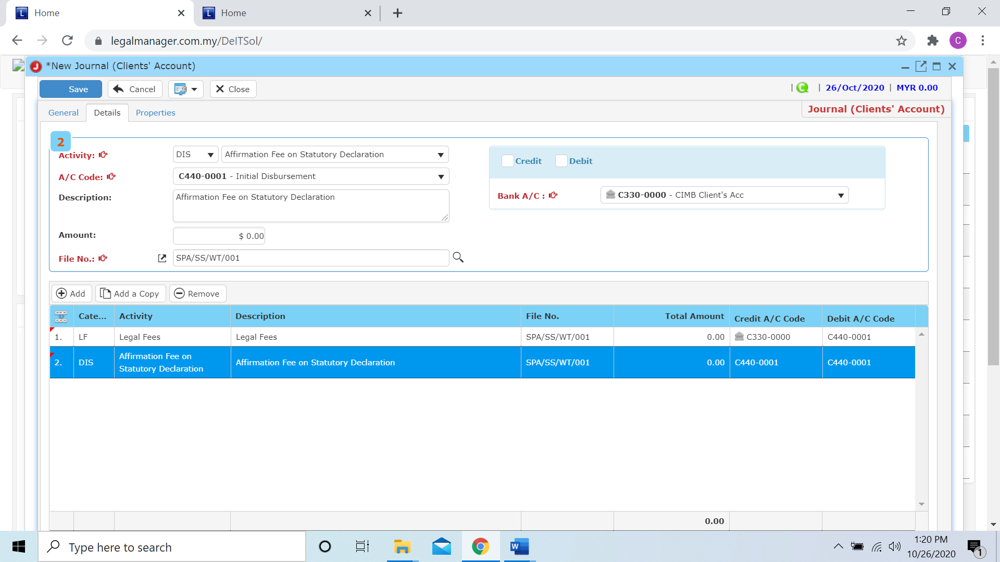 Home
Home
legalmanager.com.my/DeITSol/
C
*New Journal (Clients' Account)
Save
Cancel
Close
| | 26/Oct/2020 | MYR 0.00
General
Details
Properties
Journal (Clients' Account)
2
Activity:
DIS
Affirmation Fee on Statutory Declaration
Credit
Debit
A/C Code:
C440-0001 - Initial Disbursement
Description:
Affirmation Fee on Statutory Declaration
Bank A/C :
C330-0000 - CIMB Client's Acc
Amount:
$ 0.00
File No.:
SPA/SS/WT/001
Add
Add a Copy
Remove
Cate... Activity Description File No. Total Amount Credit A/C Code Debit A/C Code
1. LF Legal Fees Legal Fees SPA/SS/WT/001 0.00 C330-0000 C440-0001
2. DIS Affirmation Fee on Statutory Declaration Affirmation Fee on Statutory Declaration SPA/SS/WT/001 0.00 C440-0001 C440-0001
0.00
Type here to search
1:20 PM
10/26/2020
1